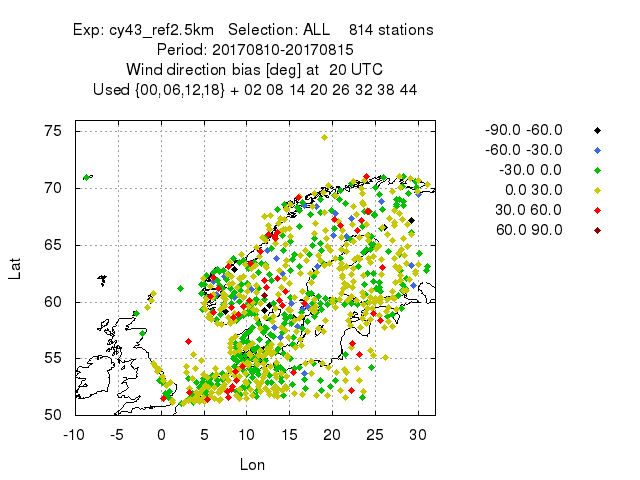 Exp: cy43_ref2.5km   Selection: ALL    814 stations
Period: 20170810-20170815
Wind direction bias [deg] at  20 UTC
Used {00,06,12,18} + 02 08 14 20 26 32 38 44
75
70
65
60
55
50
Lat
-10 -5 0 5 10 15 20 25 30
Lon
-90.0 -60.0
-60.0 -30.0
-30.0 0.0
0.0 30.0
30.0 60.0
60.0 90.0